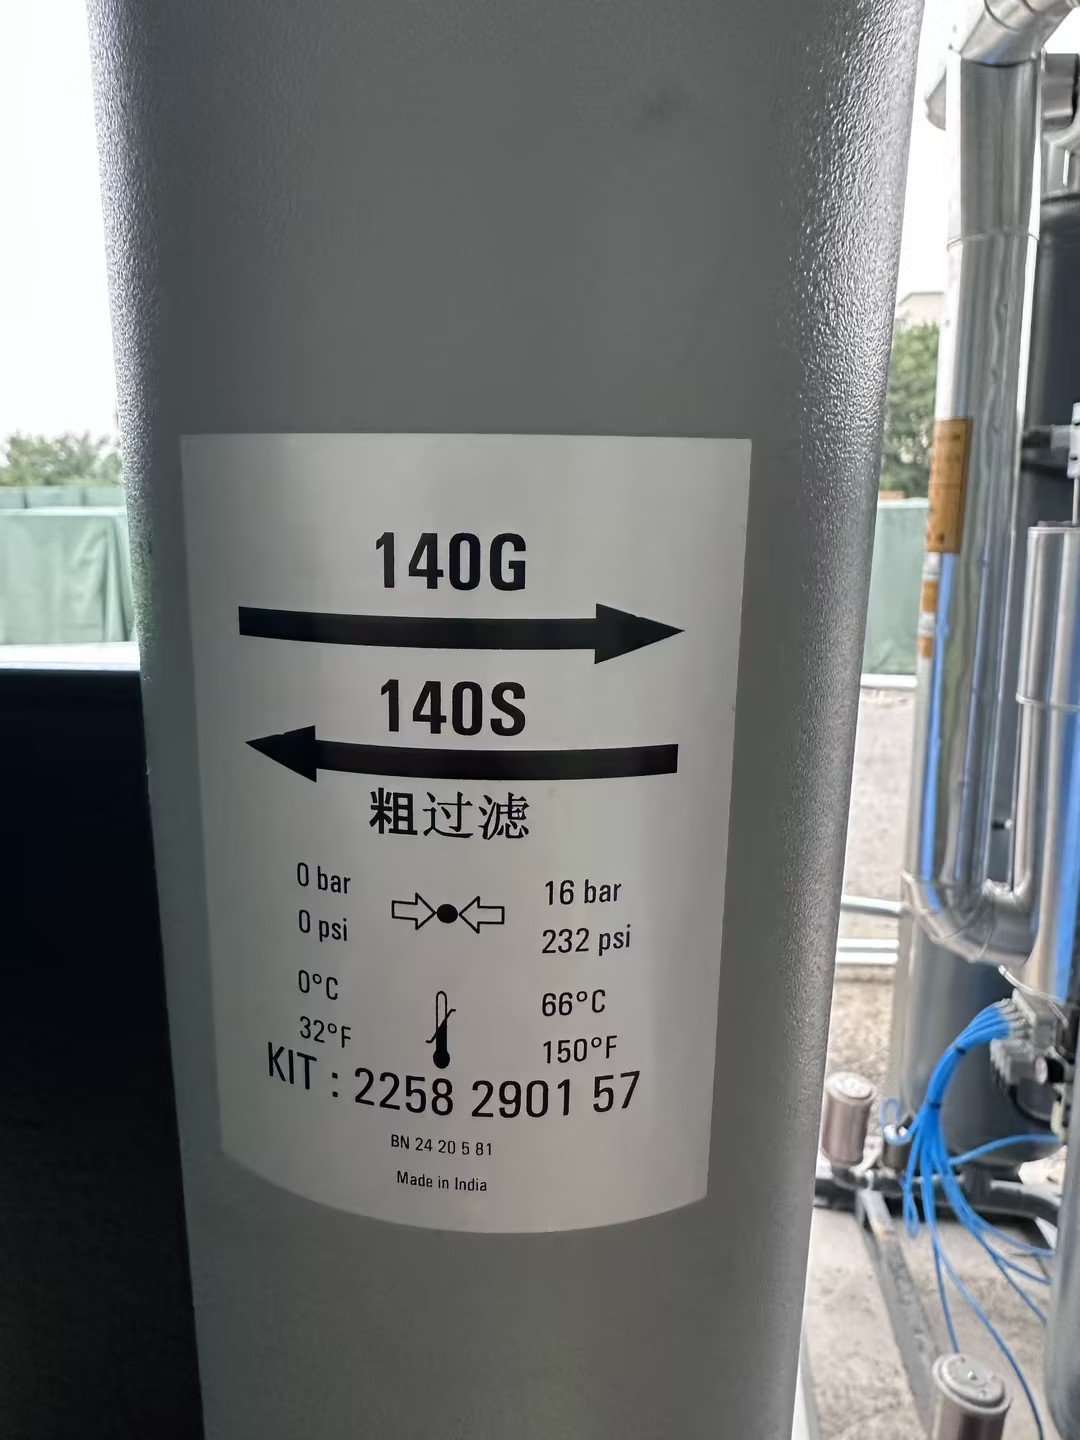 140G
140S
粗过滤
0 bar
0 psi
16 bar
232 psi
0°C
32°F
66°C
150°F
KIT : 2258 2901 57
BN 24 20 5 81
Made in India